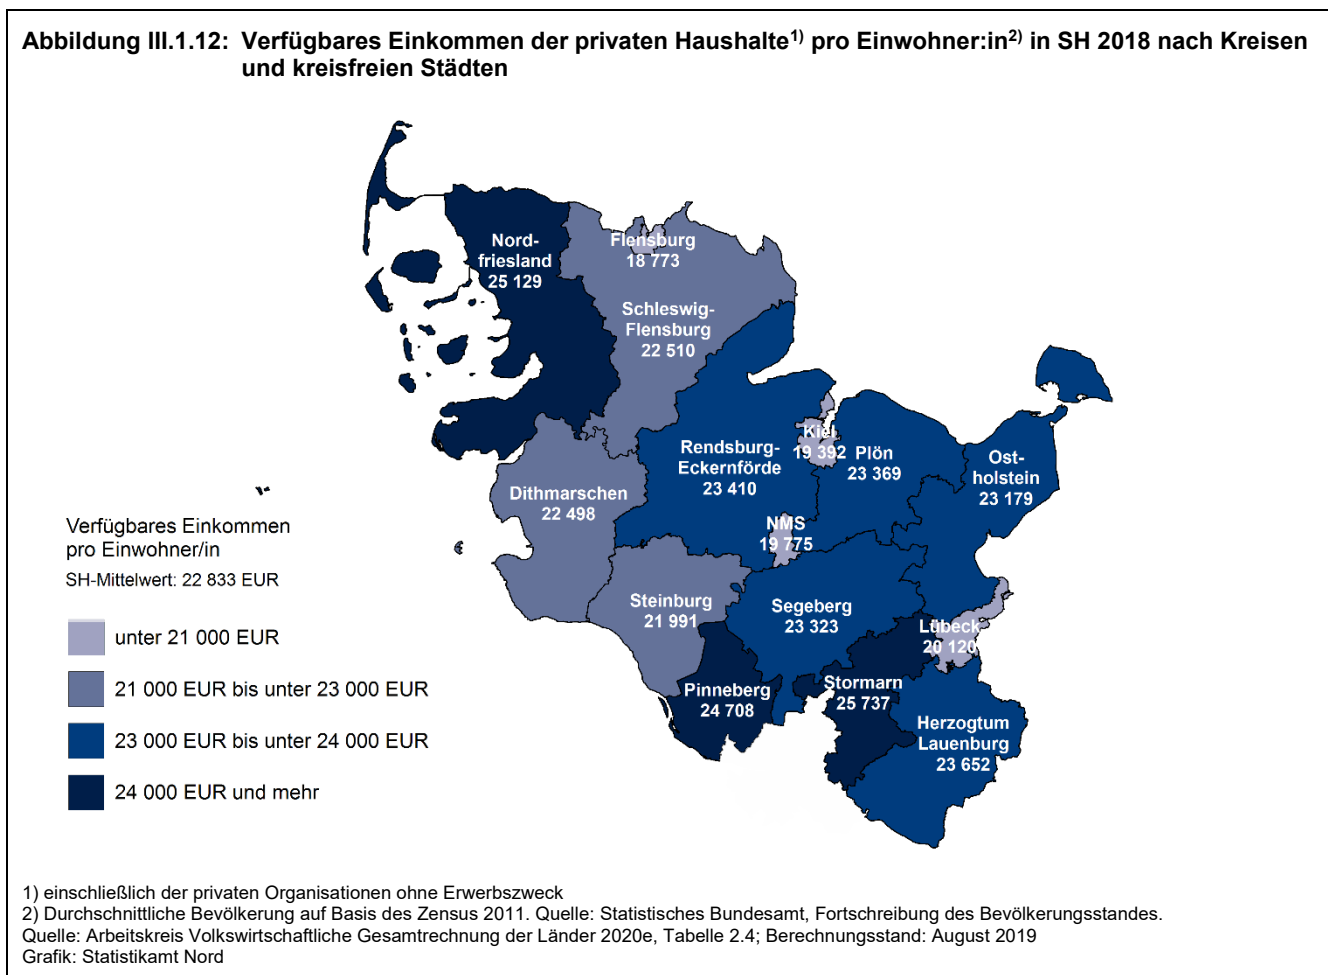 Abbildung III.1.12: Verfügbares Einkommen der privaten Haushalte1) pro Einwohner:in2) in SH 2018 nach Kreisen
und kreisfreien Städten
Nord-
friesland
25 129
Flensburg
18 773
Schleswig-
Flensburg
22 510
Rendsburg-
Eckernförde
23 410
Kiel
19 392
Plön
23 369
Ost-
holstein
23 179
Dithmarschen
22 498
NMS
19 775
Steinburg
21 991
Segeberg
23 323
Lübeck
20 120
Pinneberg
24 708
Stormarn
25 737
Herzogtum
Lauenburg
23 652
Verfügbares Einkommen
pro Einwohner/in
SH-Mittelwert: 22 833 EUR
unter 21 000 EUR
21 000 EUR bis unter 23 000 EUR
23 000 EUR bis unter 24 000 EUR
24 000 EUR und mehr
1) einschließlich der privaten Organisationen ohne Erwerbszweck
2) Durchschnittliche Bevölkerung auf Basis des Zensus 2011. Quelle: Statistisches Bundesamt, Fortschreibung des Bevölkerungsstandes.
Quelle: Arbeitskreis Volkswirtschaftliche Gesamtrechnung der Länder 2020e, Tabelle 2.4; Berechnungsstand: August 2019
Grafik: Statistikamt Nord